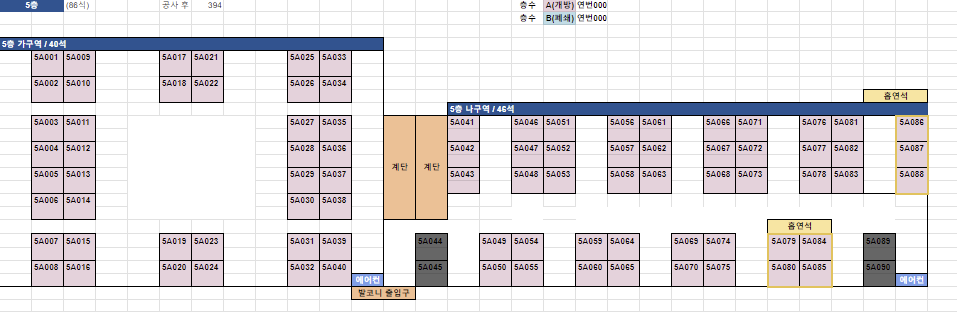 5층 (86석) 공사 후 394 층수 A(개방) 연번000
층수 B(폐쇄) 연번000
5층 가구역 / 40석
5A001 5A009 5A017 5A021 5A025 5A033
5A002 5A010 5A018 5A022 5A026 5A034
흡연석
5층 나구역 / 46석
5A003 5A011 5A027 5A035 5A041 5A046 5A051 5A056 5A061 5A066 5A071 5A076 5A081 5A086
5A004 5A012 5A028 5A036 5A042 5A047 5A052 5A057 5A062 5A067 5A072 5A077 5A082 5A087
계단 계단
5A005 5A013 5A029 5A037 5A043 5A048 5A053 5A058 5A063 5A068 5A073 5A078 5A083 5A088
5A006 5A014 5A030 5A038
흡연석
5A007 5A015 5A019 5A023 5A031 5A039 5A044 5A049 5A054 5A059 5A064 5A069 5A074 5A079 5A084 5A089
5A008 5A016 5A020 5A024 5A032 5A040 5A045 5A050 5A055 5A060 5A065 5A070 5A075 5A080 5A085 5A090
에어컨 에어컨
발코니 출입구